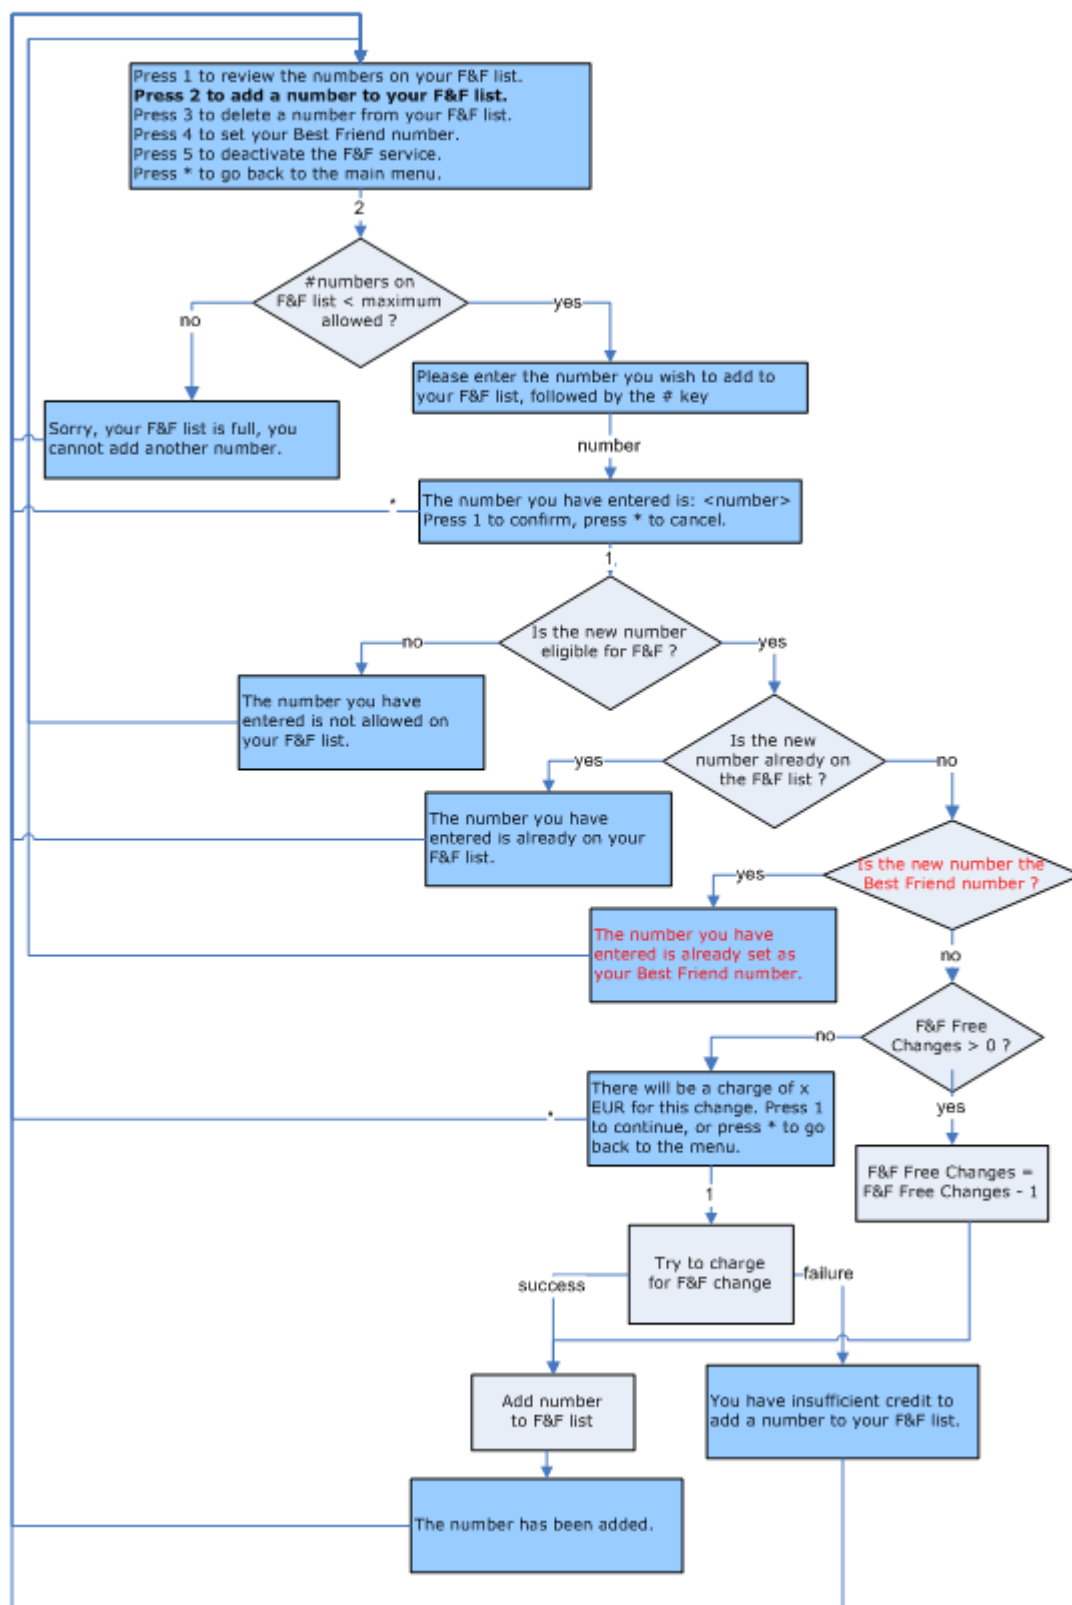 Press 1 to review the numbers on your F&F list.
Press 2 to add a number to your F&F list.
Press 3 to delete a number from your F&F list.
Press 4 to set your Best Friend number.
Press 5 to deactivate the F&F service.
Press * to go back to the main menu.
2
#numbers on
F&F list < maximum
allowed ?
no
yes
Please enter the number you wish to add to
your F&F list, followed by the # key
Sorry, your F&F list is full, you
cannot add another number.
number
*
The number you have entered is: <number>
Press 1 to confirm, press * to cancel.
1
Is the new number
eligible for F&F ?
no
yes
The number you have
entered is not allowed on
your F&F list.
Is the new
number already on
the F&F list ?
yes
no
The number you have
entered is already on your
F&F list.
Is the new number the
Best Friend number ?
yes
The number you have
entered is already set as
your Best Friend number.
no
F&F Free
Changes > 0 ?
no
There will be a charge of x
EUR for this change. Press 1
to continue, or press * to go
back to the menu.
*
yes
F&F Free Changes =
F&F Free Changes - 1
1
Try to charge
for F&F change
success
failure
Add number
to F&F list
You have insufficient credit to
add a number to your F&F list.
The number has been added.